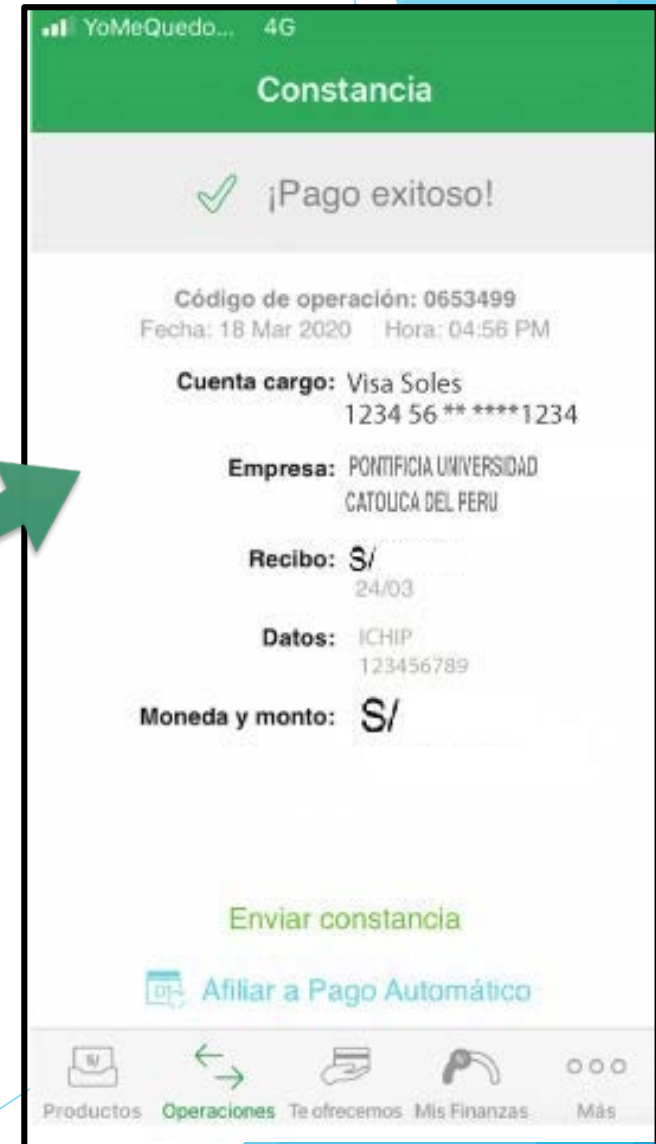 YoMeQuedo... 4G
Constancia
¡Pago exitoso!
Código de operación: 0653499
Fecha: 18 Mar 2020 Hora: 04:56 PM
Cuenta cargo: Visa Soles
1234 56 ** ****1234
Empresa: PONTIFICIA UNIVERSIDAD
CATOLICA DEL PERU
Recibo: S/
24/03
Datos: ICHIP
123456789
Moneda y monto: S/
Enviar constancia
Afiliar a Pago Automático
Productos Operaciones Te ofrecemos Mis Finanzas Más